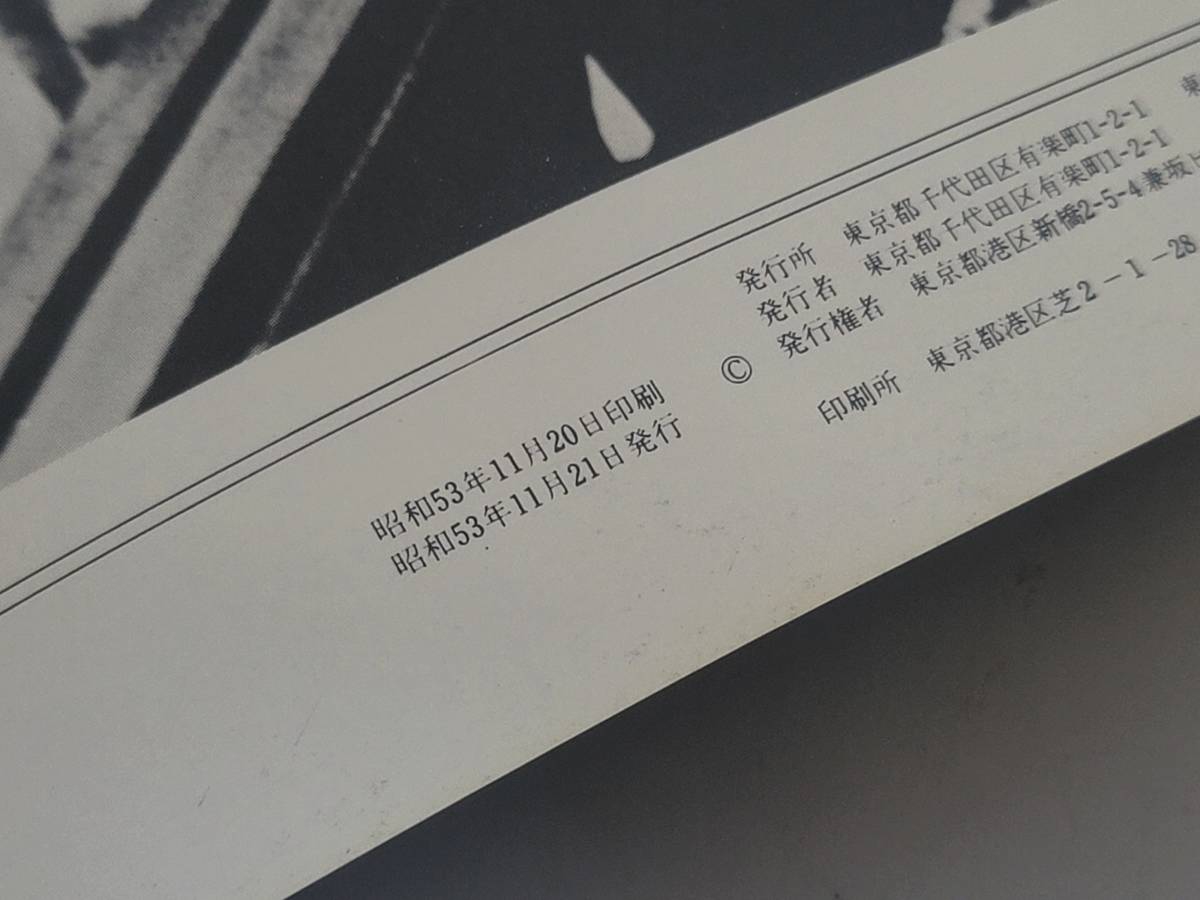 昭和53年11月20日印刷
昭和53年11月21日発行
発行所 東京都千代田区有楽町1-2-1 東
発行者 東京都千代田区有楽町1-2-1
© 発行権者 東京都港区新橋2-5-4兼坂
印刷所 東京都港区芝2-1-28